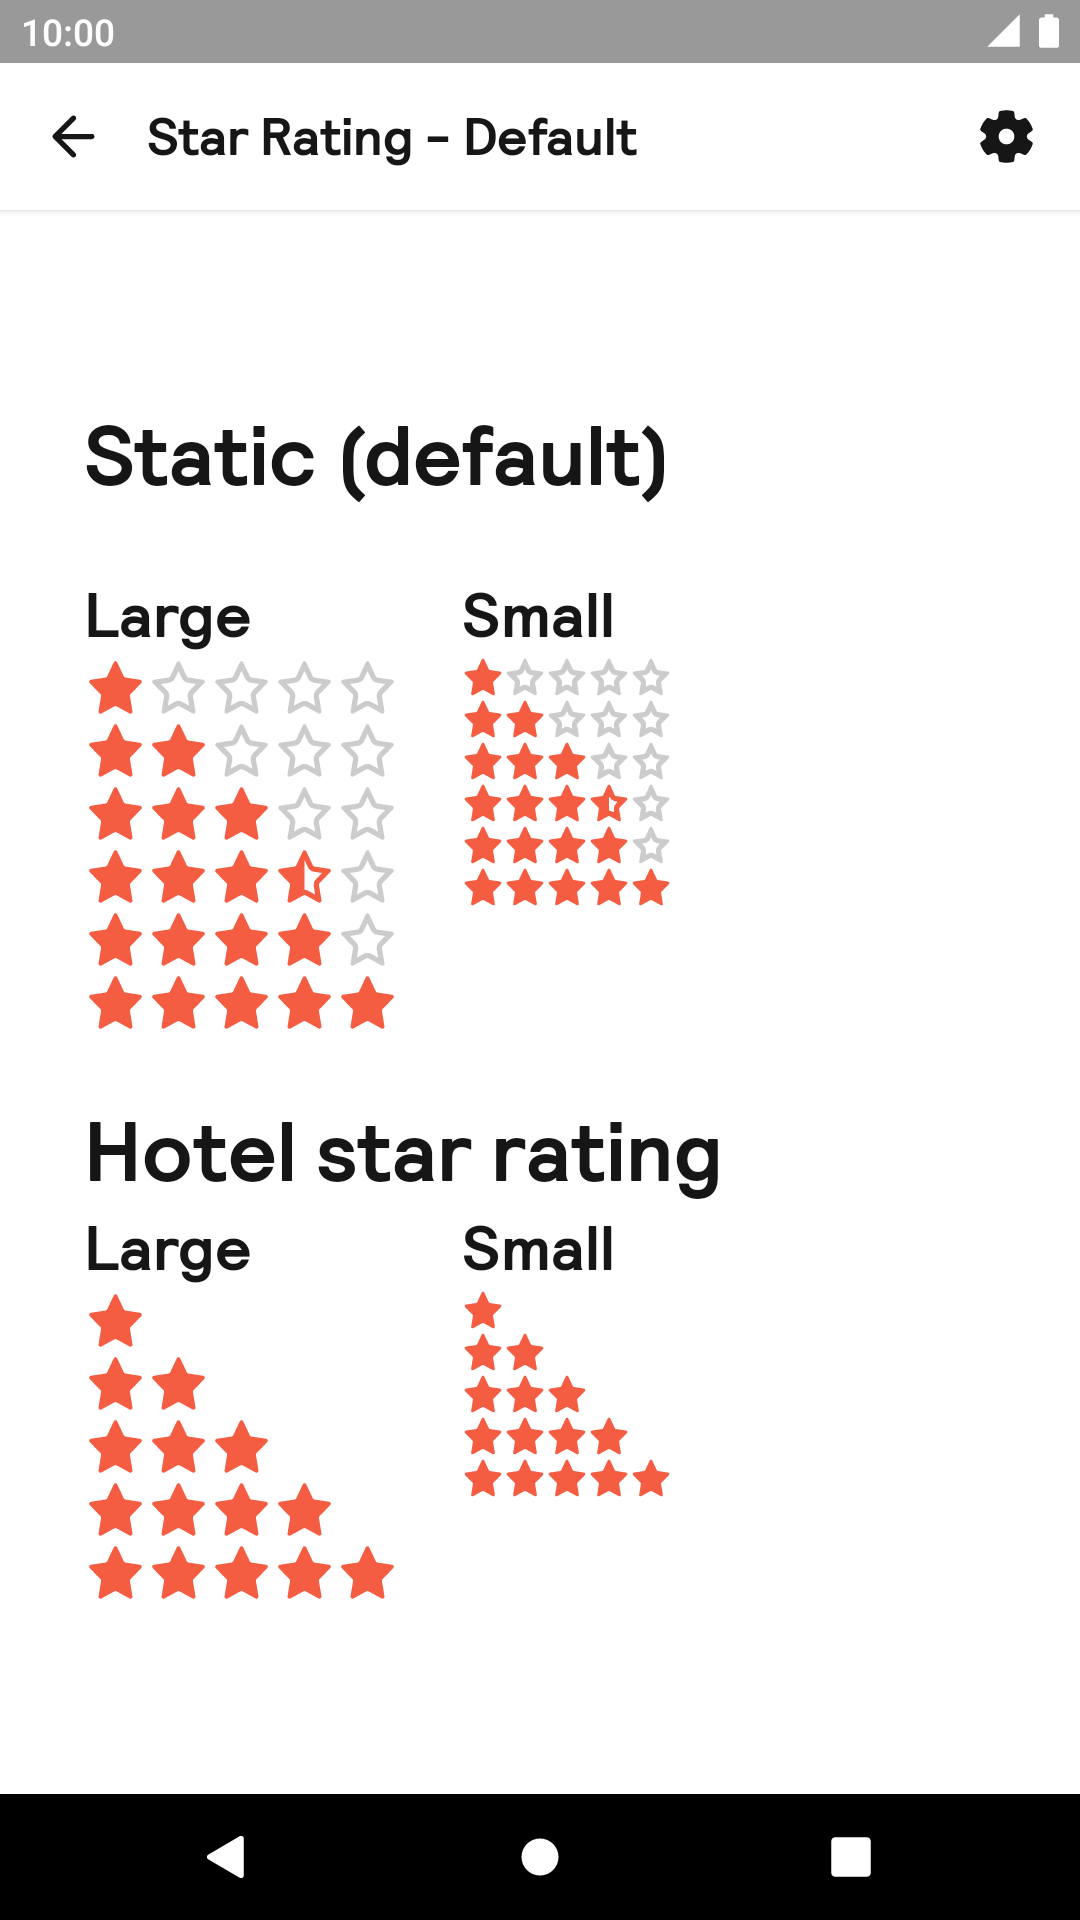 10:00
Star Rating - Default
Static (default)
Large
Small
Hotel star rating
Large
Small